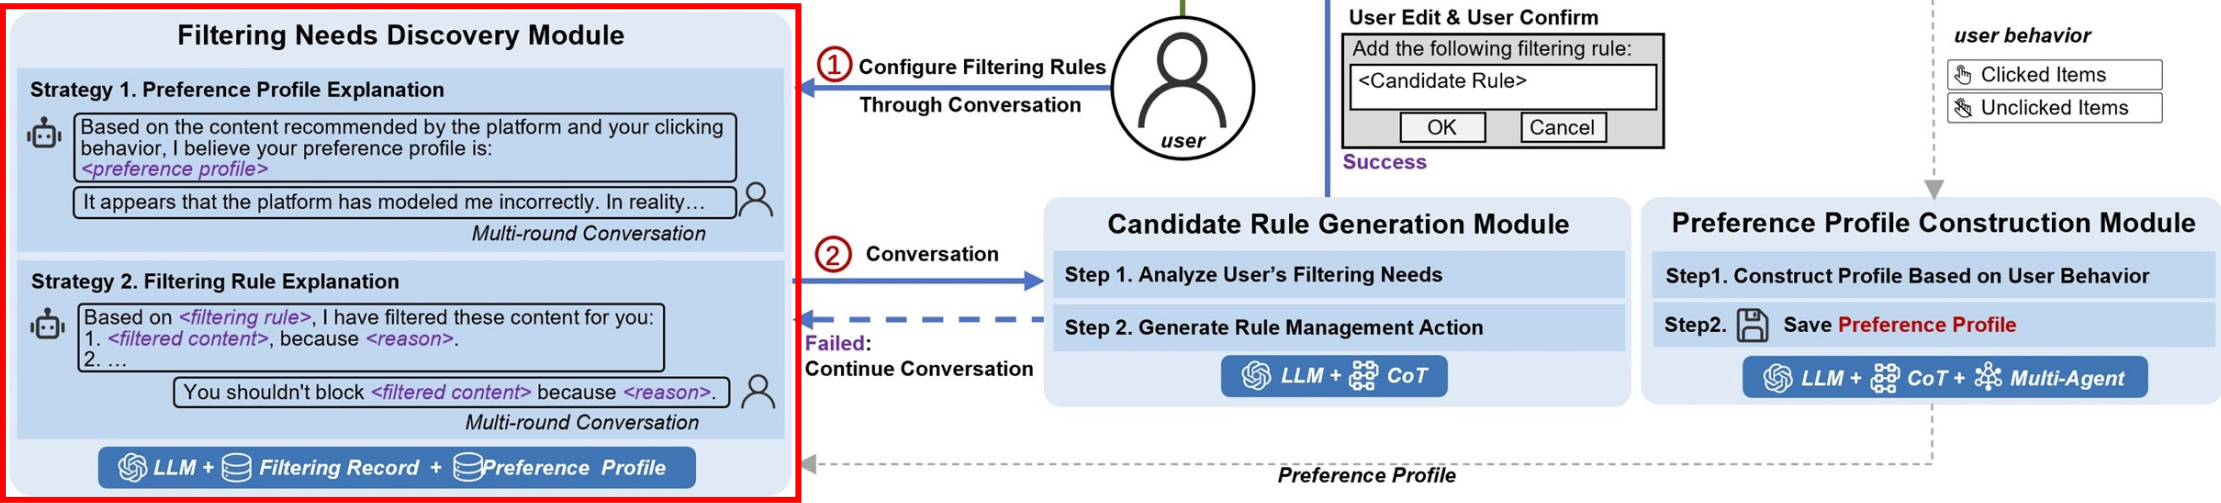 Filtering Needs Discovery Module
Strategy 1. Preference Profile Explanation
Based on the content recommended by the platform and your clicking
behavior, I believe your preference profile is:
<preference profile>
It appears that the platform has modeled me incorrectly. In reality…
Multi-round Conversation
Strategy 2. Filtering Rule Explanation
Based on <filtering rule>, I have filtered these content for you:
1. <filtered content>, because <reason>.
2. …
You shouldn't block <filtered content> because <reason>.
Multi-round Conversation
LLM + Filtering Record + Preference Profile
1 Configure Filtering Rules
Through Conversation
user
2 Conversation
Failed:
Continue Conversation
User Edit & User Confirm
Add the following filtering rule:
<Candidate Rule>
OK Cancel
Success
Candidate Rule Generation Module
Step 1. Analyze User’s Filtering Needs
Step 2. Generate Rule Management Action
LLM + CoT
user behavior
Clicked Items
Unclicked Items
Preference Profile Construction Module
Step1. Construct Profile Based on User Behavior
Step2. Save Preference Profile
LLM + CoT + Multi-Agent
Preference Profile